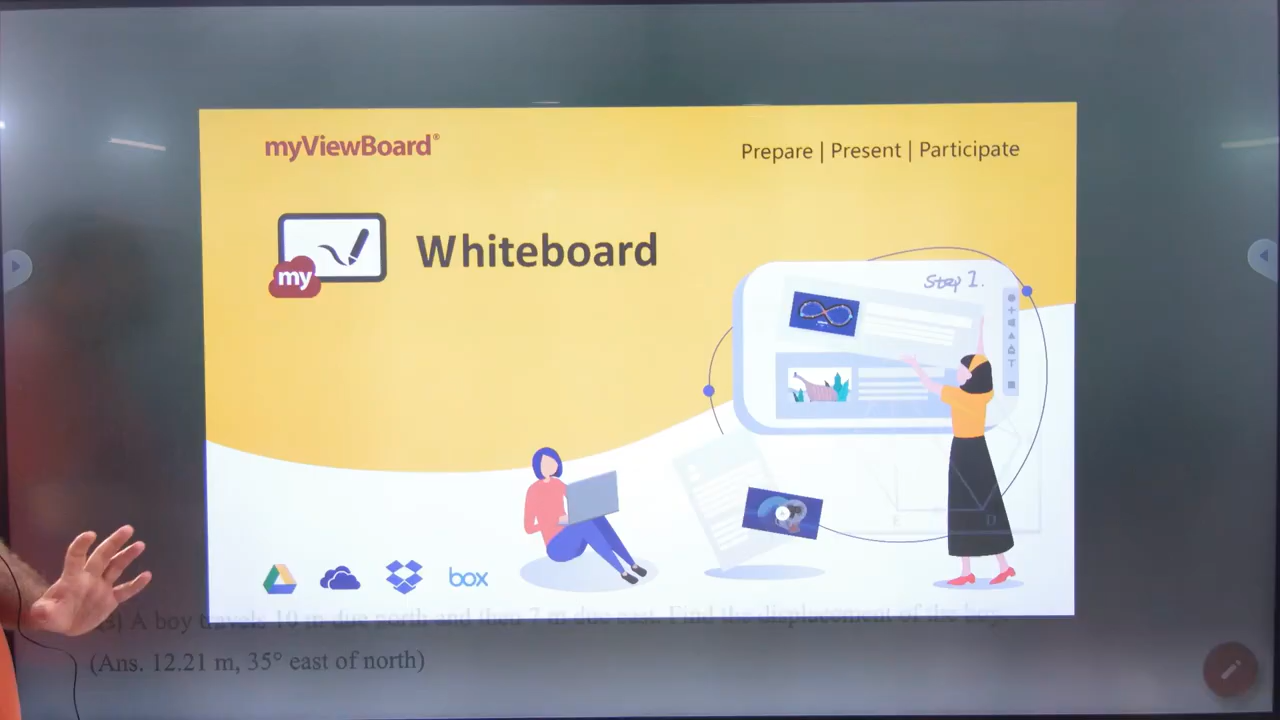 myViewBoard®
Prepare | Present | Participate
my
Whiteboard
Step 1.
T
E
D
box
A boy travels 10 m due north and then 7 m due east. Find the displacement of the boy.
(Ans. 12.21 m, 35° east of north)